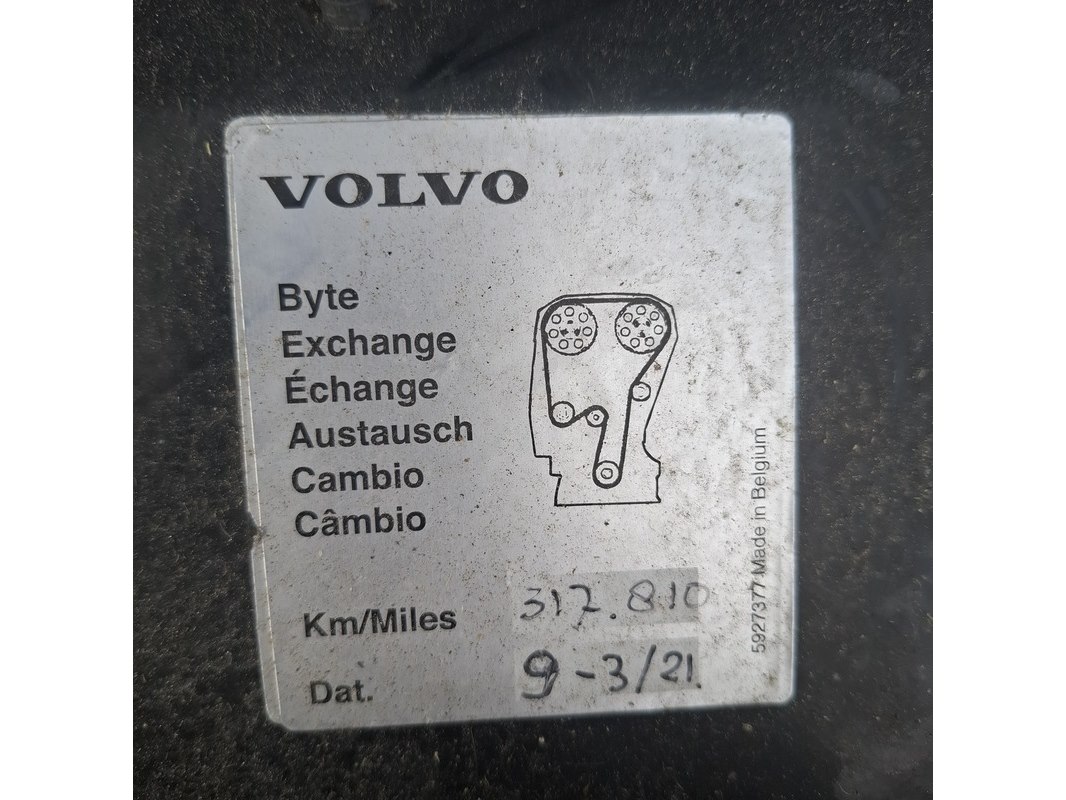 VOLVO
Byte
Exchange
Échange
Austausch
Cambio
Câmbio
Km/Miles 317.810
Dat. 9-3/21
5927377 Made in Belgium